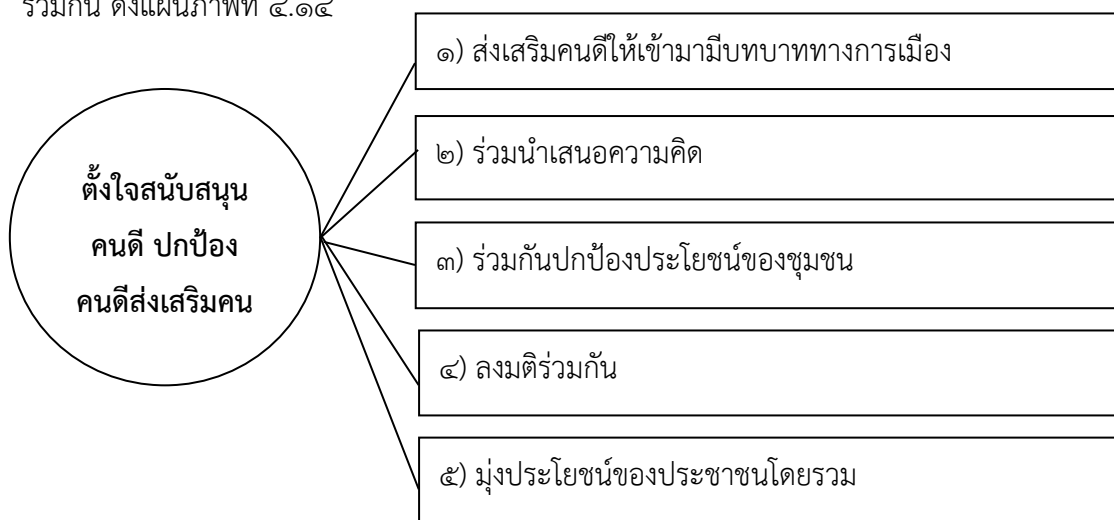 ร่วมกัน ดังแผนภาพที่ ๔.๑๔
๑) ส่งเสริมคนดีให้เข้ามามีบทบาททางการเมือง
๒) ร่วมนำเสนอความคิด
ตั้งใจสนับสนุน
คนดี ปกป้อง
คนดีส่งเสริมคน
๓) ร่วมกันปกป้องประโยชน์ของชุมชน
๔) ลงมติร่วมกัน
๕) มุ่งประโยชน์ของประชาชนโดยรวม